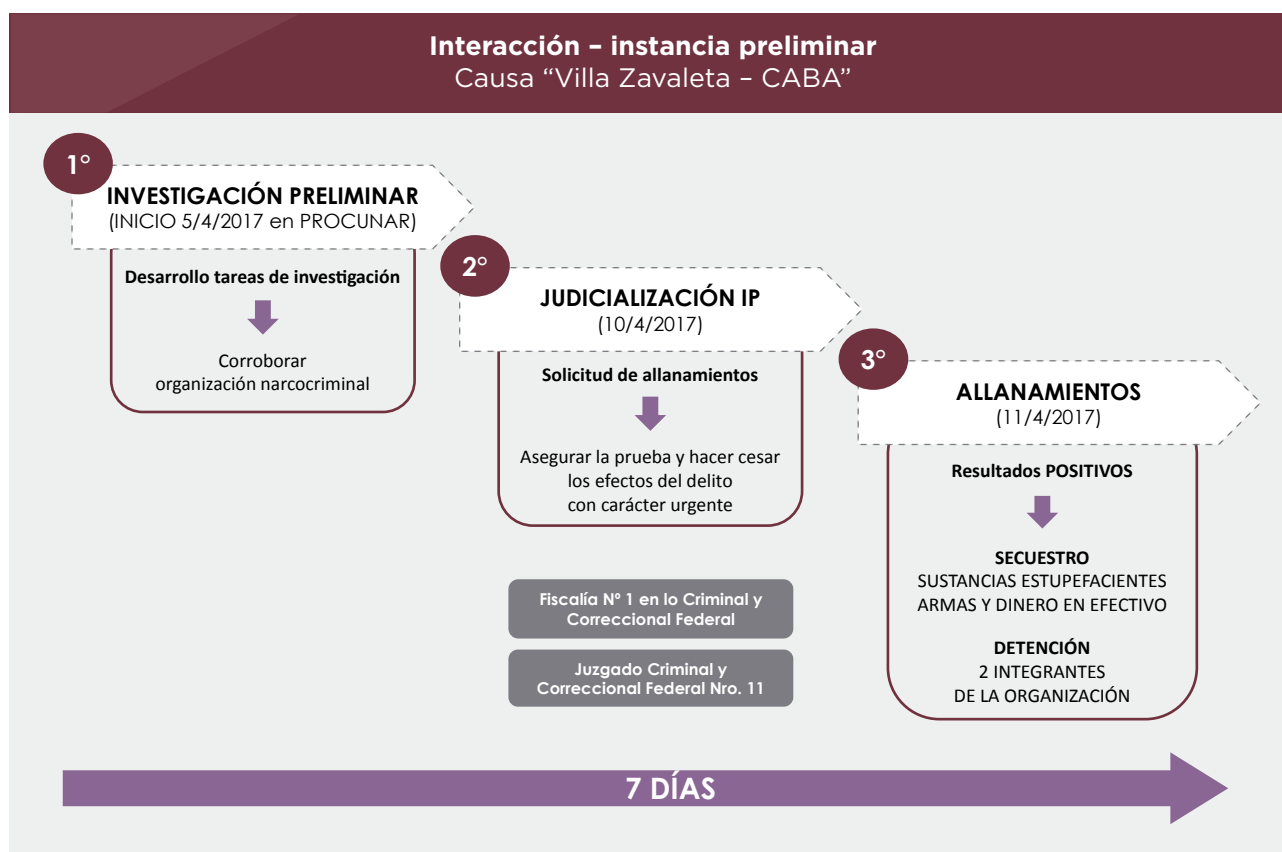 Interacción – instancia preliminar
Causa “Villa Zavaleta – CABA”
1°
INVESTIGACIÓN PRELIMINAR
(INICIO 5/4/2017 en PROCUNAR)
Desarrollo tareas de investigación
Corroborar
organización narcocriminal
2°
JUDICIALIZACIÓN IP
(10/4/2017)
Solicitud de allanamientos
Asegurar la prueba y hacer cesar
los efectos del delito
con carácter urgente
Fiscalía Nº 1 en lo Criminal y
Correccional Federal
Juzgado Criminal y
Correccional Federal Nro. 11
3°
ALLANAMIENTOS
(11/4/2017)
Resultados POSITIVOS
SECUESTRO
SUSTANCIAS ESTUPEFACIENTES
ARMAS Y DINERO EN EFECTIVO
DETENCIÓN
2 INTEGRANTES
DE LA ORGANIZACIÓN
7 DÍAS